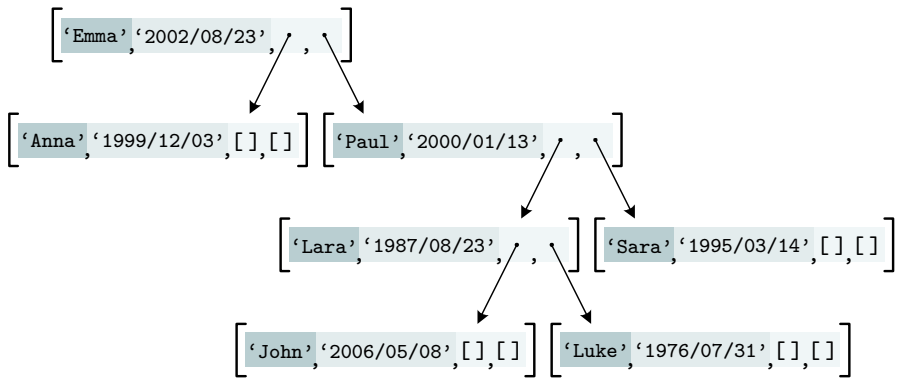 [‘Emma’,‘2002/08/23’, , ]
[‘Anna’,‘1999/12/03’,[],[]] [‘Paul’,‘2000/01/13’, , ]
[‘Lara’,‘1987/08/23’, , ] [‘Sara’,‘1995/03/14’,[],[]]
[‘John’,‘2006/05/08’,[],[]] [‘Luke’,‘1976/07/31’,[],[]]